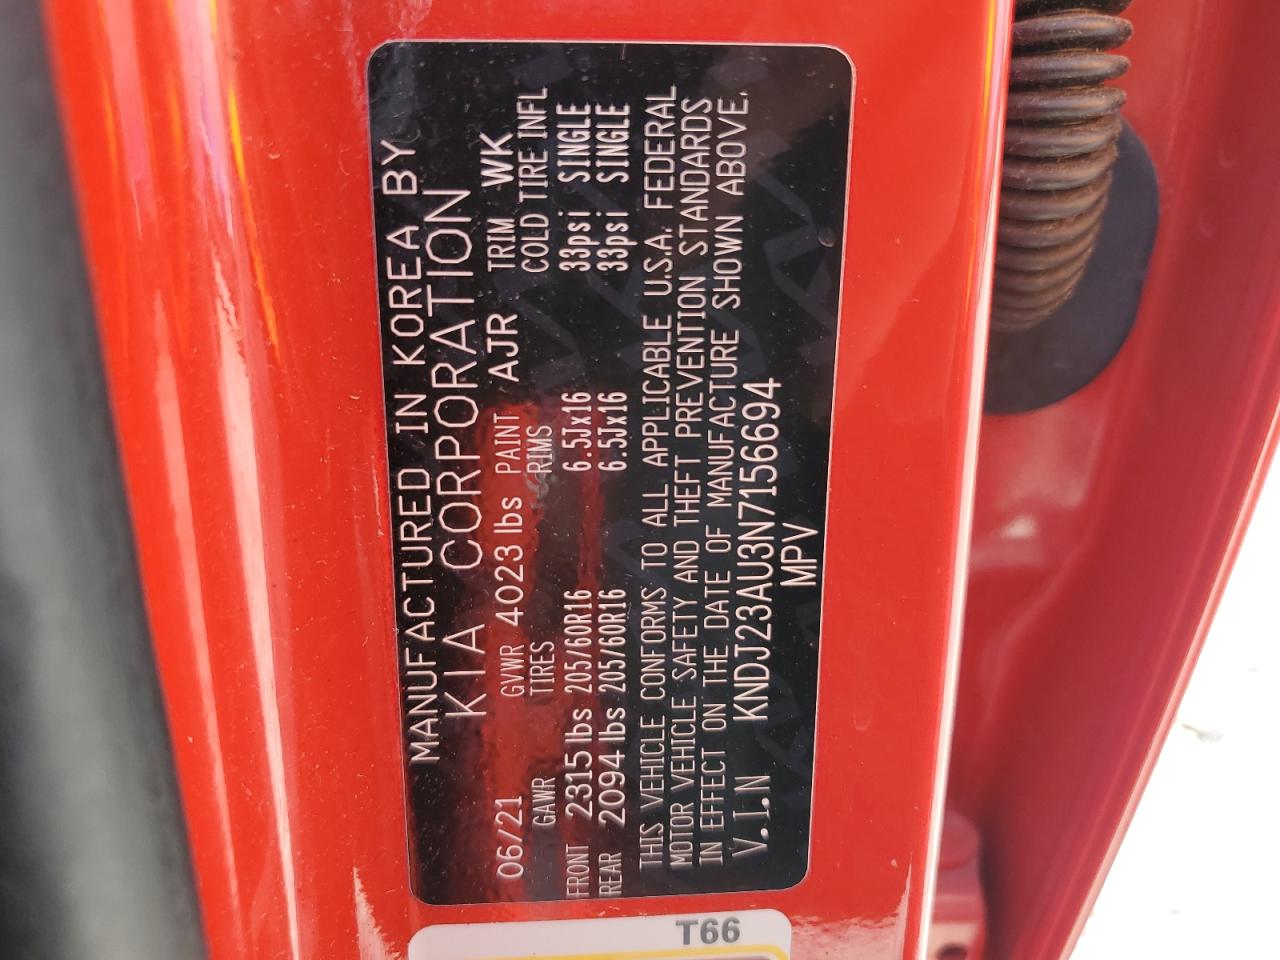 MANUFACTURED IN KOREA BY
KIA CORPORATION
06/21 GVWR 4023 lbs PAINT AJR TRIM WK
GAWR TIRES RIMS COLD TIRE INFL
FRONT 2315 lbs 205/60R16 6.5Jx16 33psi SINGLE
REAR 2094 lbs 205/60R16 6.5Jx16 33psi SINGLE
THIS VEHICLE CONFORMS TO ALL APPLICABLE U.S.A. FEDERAL
MOTOR VEHICLE SAFETY AND THEFT PREVENTION STANDARDS
IN EFFECT ON THE DATE OF MANUFACTURE SHOWN ABOVE.
V.I.N KNDJ23AU3N7156694
MPV
T66